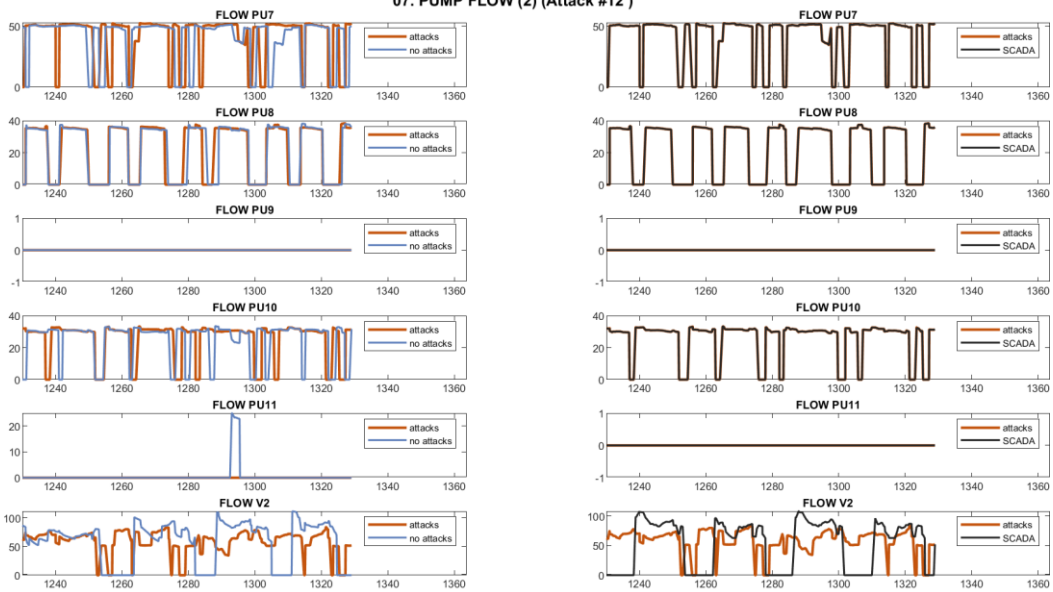 07. PUMP FLOW (2) (Attack #12 )
FLOW PU7
FLOW PU7
50
0
attacks
no attacks
1240 1260 1280 1300 1320 1340 1360
50
0
attacks
SCADA
1240 1260 1280 1300 1320 1340 1360
FLOW PU8
FLOW PU8
40
20
0
attacks
no attacks
1240 1260 1280 1300 1320 1340 1360
40
20
0
attacks
SCADA
1240 1260 1280 1300 1320 1340 1360
FLOW PU9
FLOW PU9
1
0
-1
attacks
no attacks
1240 1260 1280 1300 1320 1340 1360
1
0
-1
attacks
SCADA
1240 1260 1280 1300 1320 1340 1360
FLOW PU10
FLOW PU10
40
20
0
attacks
no attacks
1240 1260 1280 1300 1320 1340 1360
40
20
0
attacks
SCADA
1240 1260 1280 1300 1320 1340 1360
FLOW PU11
FLOW PU11
20
10
0
attacks
no attacks
1240 1260 1280 1300 1320 1340 1360
1
0
-1
attacks
SCADA
1240 1260 1280 1300 1320 1340 1360
FLOW V2
FLOW V2
100
50
0
attacks
no attacks
1240 1260 1280 1300 1320 1340 1360
100
50
0
attacks
SCADA
1240 1260 1280 1300 1320 1340 1360